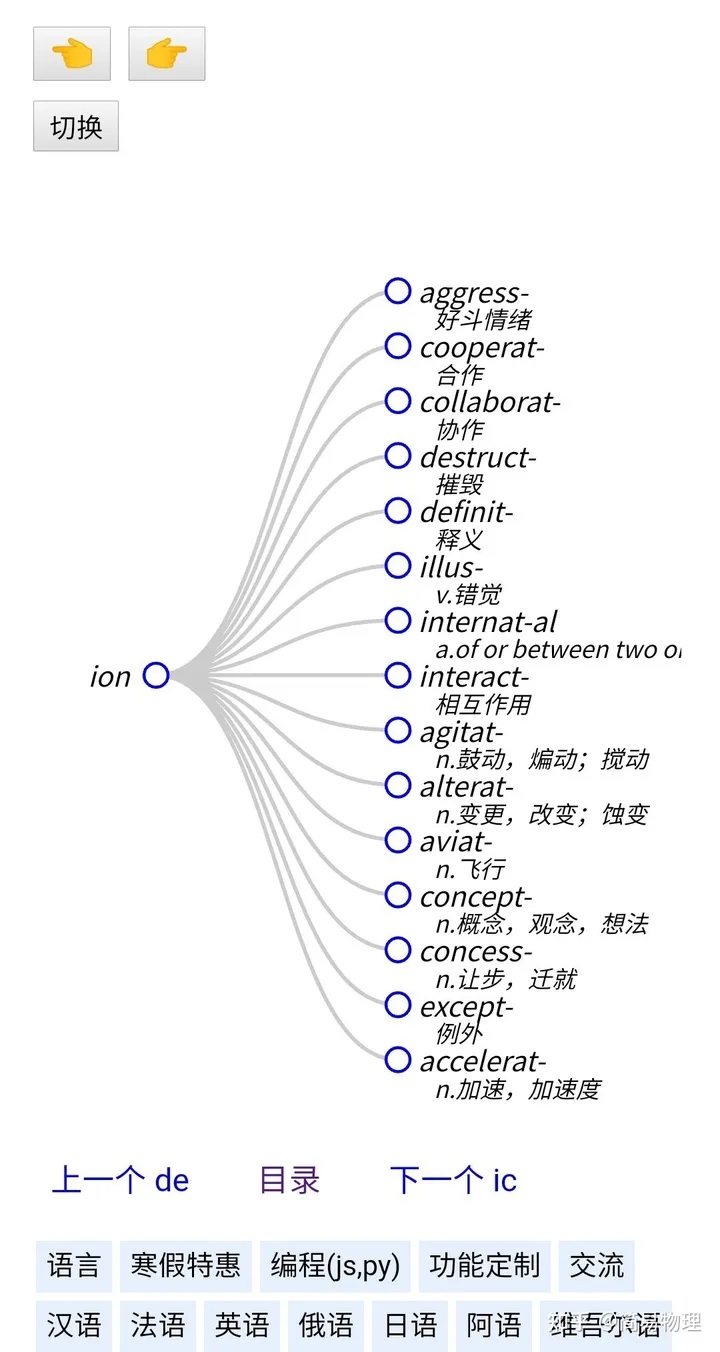 切换
aggress-
好斗情绪
cooperat-
合作
collaborat-
协作
destruct-
摧毁
definit-
释义
illus-
v.错觉
internat-al
a.of or between two or
interact-
相互作用
ion
agitat-
n.鼓动，煽动；搅动
alterat-
n.变更，改变；蚀变
aviat-
n.飞行
concept-
n.概念，观念，想法
concess-
n.让步，迁就
except-
例外
accelerat-
n.加速，加速度
上一个 de 目录 下一个 ic
语言 寒假特惠 编程(js,py) 功能定制 交流
汉语 法语 英语 俄语 日语 阿语 维吾尔语
知乎 @简易物理